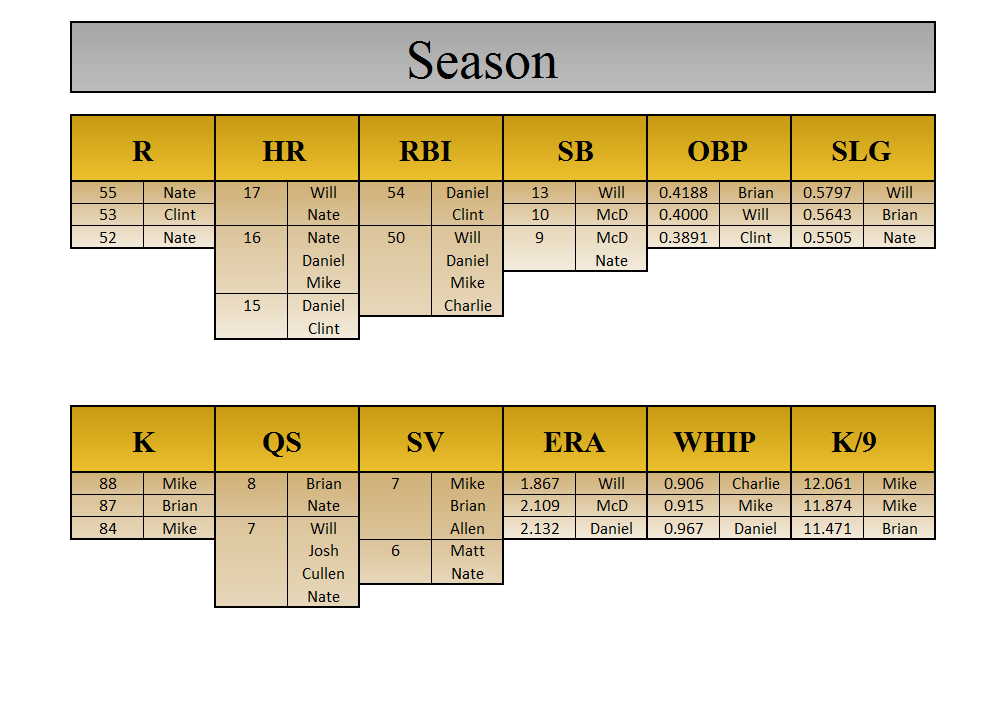 Season
R HR RBI SB OBP SLG
55 Nate 17 Will 54 Daniel 13 Will 0.4188 Brian 0.5797 Will
53 Clint Nate Clint 10 McD 0.4000 Will 0.5643 Brian
52 Nate 16 Nate 50 Will 9 McD 0.3891 Clint 0.5505 Nate
Daniel Daniel Nate
Mike Mike
15 Daniel Charlie
Clint
K QS SV ERA WHIP K/9
88 Mike 8 Brian 7 Mike 1.867 Will 0.906 Charlie 12.061 Mike
87 Brian Nate Brian 2.109 McD 0.915 Mike 11.874 Mike
84 Mike 7 Will Allen 2.132 Daniel 0.967 Daniel 11.471 Brian
Josh 6 Matt
Cullen Nate
Nate